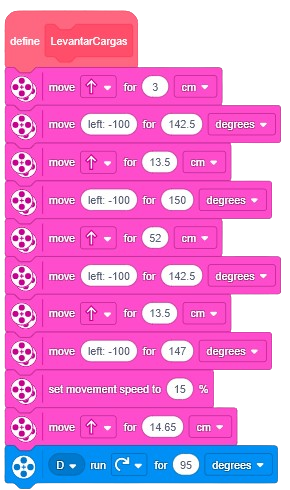 define LevantarCargas
move for 3 cm
move left: -100 for 142.5 degrees
move for 13.5 cm
move left: -100 for 150 degrees
move for 52 cm
move left: -100 for 142.5 degrees
move for 13.5 cm
move left: -100 for 147 degrees
set movement speed to 15 %
move for 14.65 cm
D run for 95 degrees